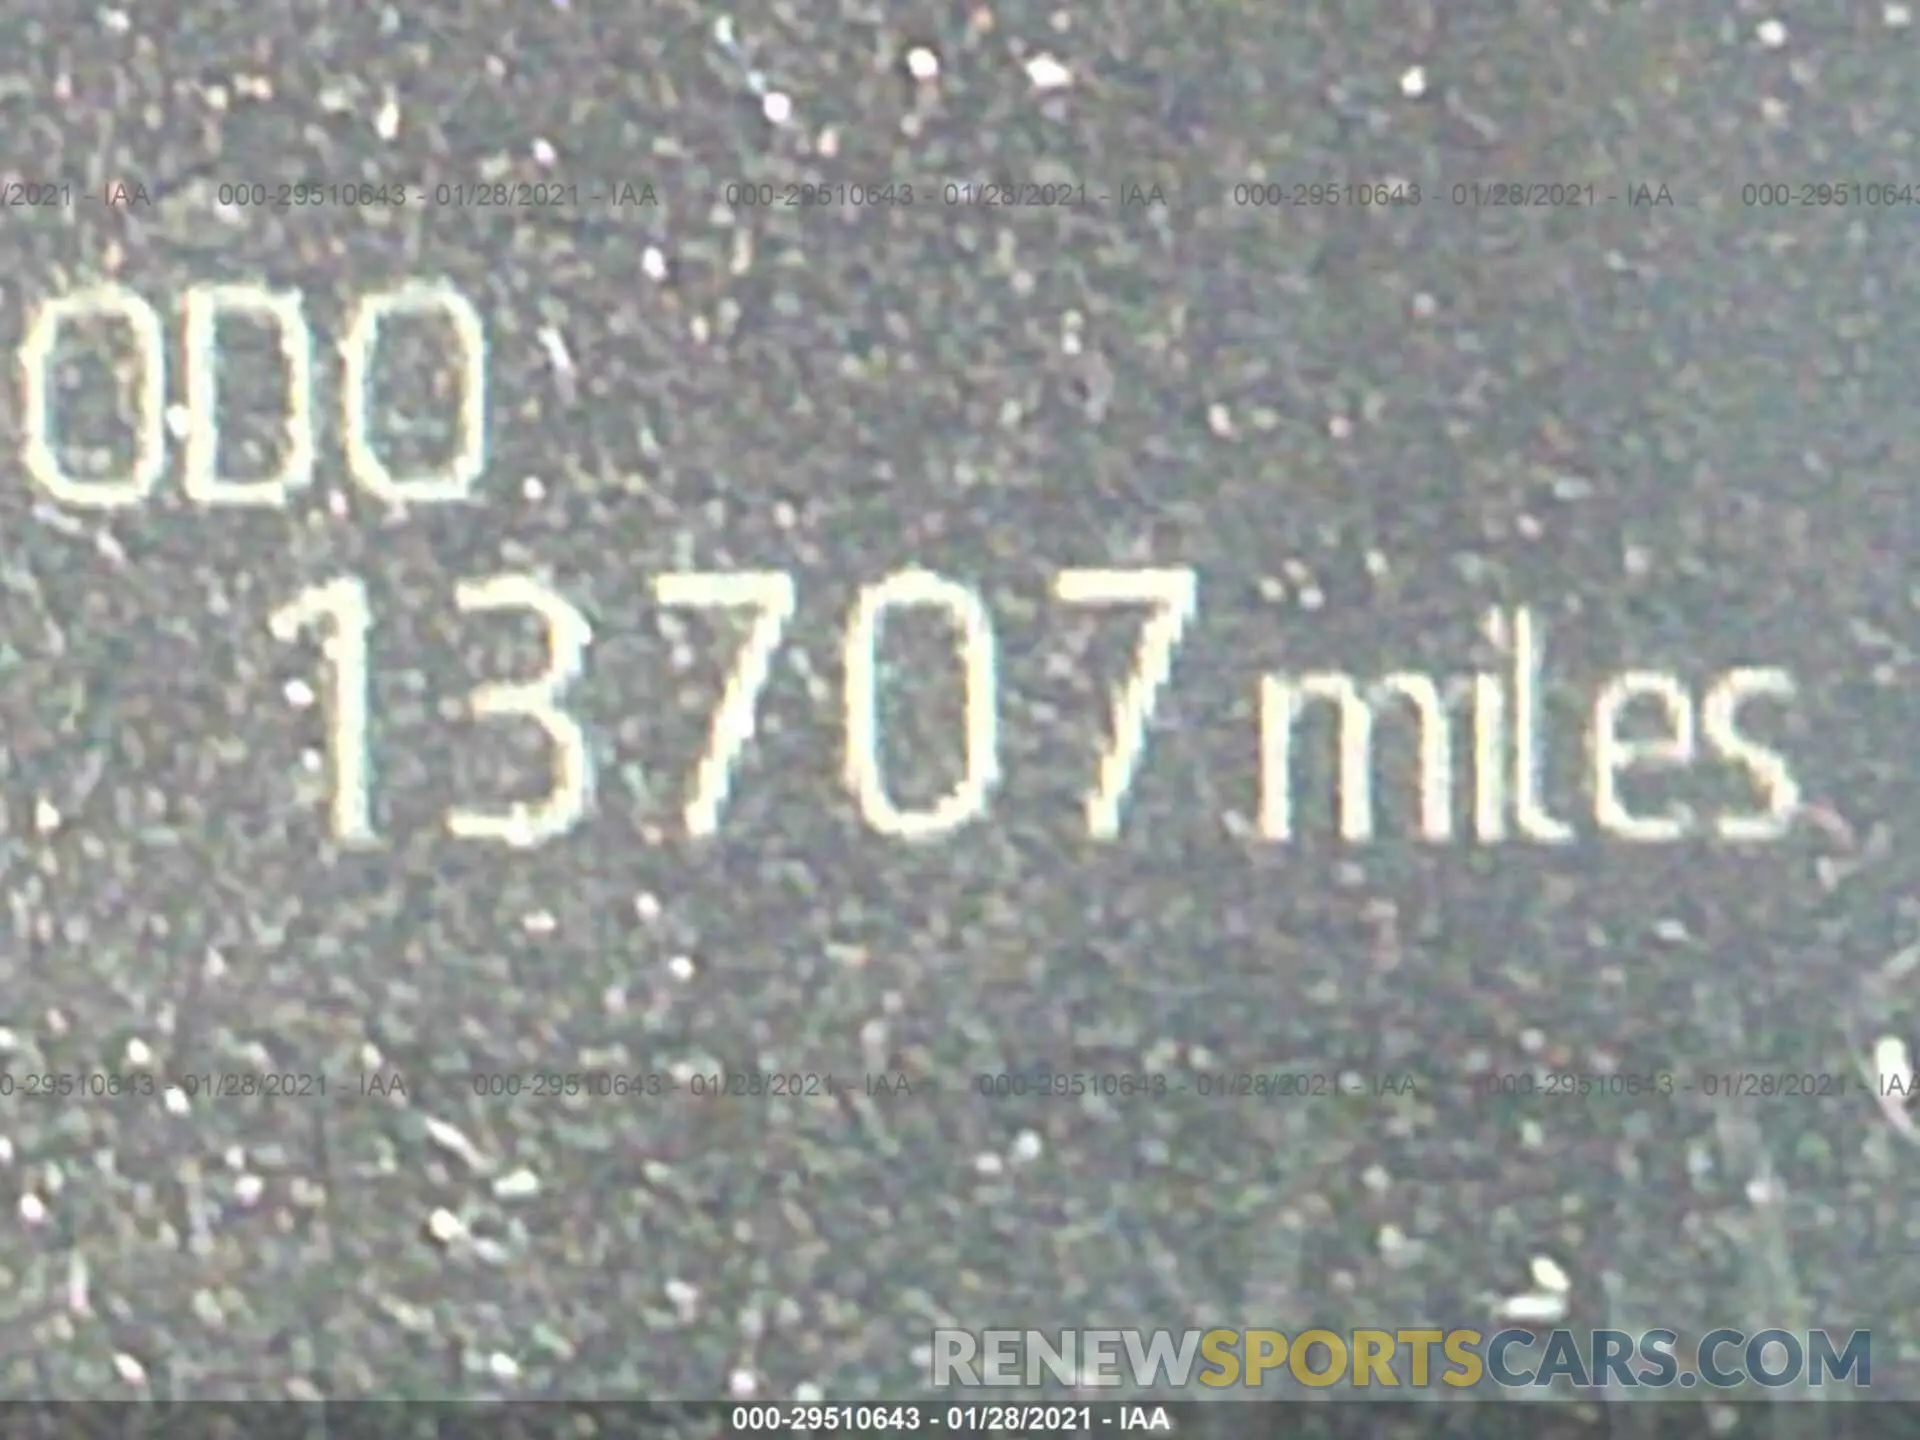 /2021 - IAA 000-29510643 - 01/28/2021 - IAA 000-29510643 - 01/28/2021 - IAA 000-29510643 - 01/28/2021 - IAA 000-29510643
ODO
13707 miles
0-29510643 - 01/28/2021 - IAA 000-29510643 - 01/28/2021 - IAA 000-29510643 - 01/28/2021 - IAA 000-29510643 - 01/28/2021 - IAA
RENEWSPORTSCARS.COM
000-29510643 - 01/28/2021 - IAA